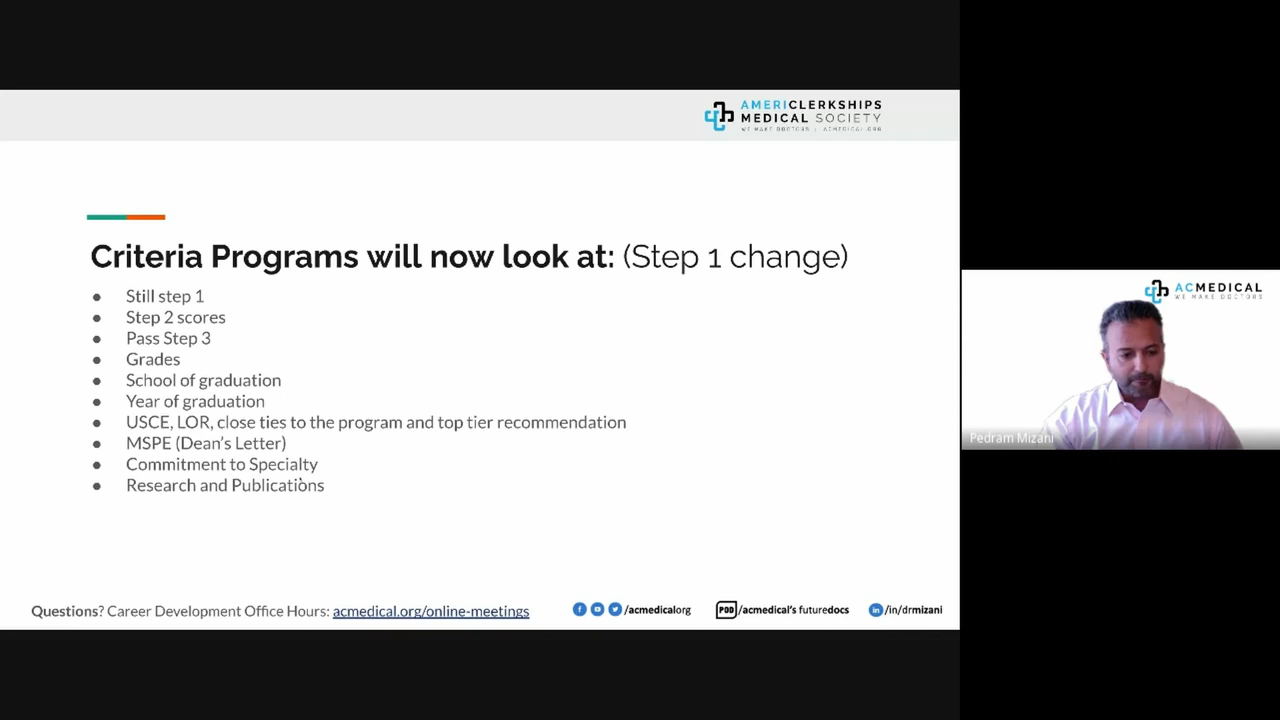 AMERICLERKSHIPS
MEDICAL SOCIETY
WE MAKE DOCTORS | ACMEDICAL.ORG
Criteria Programs will now look at: (Step 1 change)
● Still step 1
● Step 2 scores
● Pass Step 3
● Grades
● School of graduation
● Year of graduation
● USCE, LOR, close ties to the program and top tier recommendation
● MSPE (Dean's Letter)
● Commitment to Specialty
● Research and Publications
Questions? Career Development Office Hours: acmedical.org/online-meetings
/acmedicalorg
POD/acmedical's futuredocs
in/in/drmizani
ACMEDICAL
WE MAKE DOCTORS
Pedram Mizani